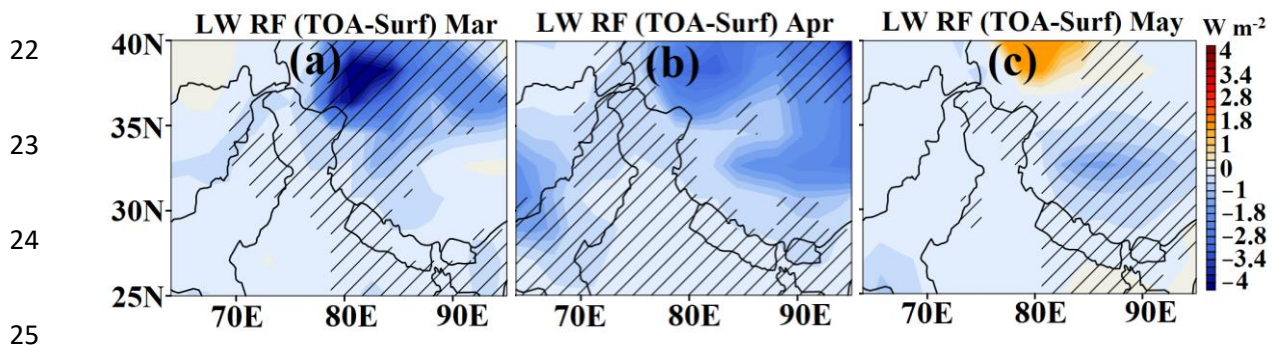 LW RF (TOA-Surf) Mar LW RF (TOA-Surf) Apr LW RF (TOA-Surf) May W m-2
22 40N (a) (b) (c) 4
3.4
2.8
35N 1.8
23 1
0
-1
30N -1.8
24 -2.8
-3.4
25N -4
70E 80E 90E 70E 80E 90E 70E 80E 90E
25